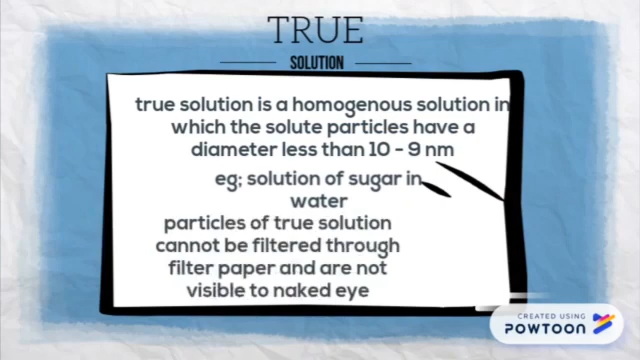 TRUE
SOLUTION
true solution is a homogenous solution in
which the solute particles have a
diameter less than 10 - 9 nm
eg; solution of sugar in
water
particles of true solution
cannot be filtered through
filter paper and are not
visible to naked eye
CREATED USING
POWTOON